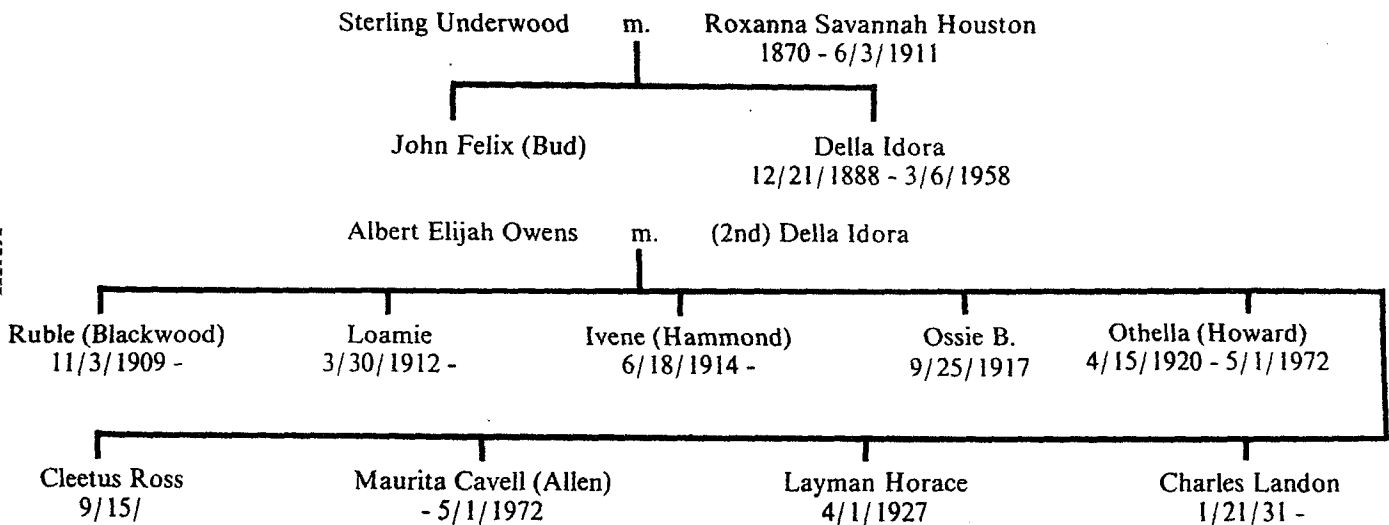 Sterling Underwood m. Roxanna Savannah Houston
1870 - 6/3/1911
John Felix (Bud) Della Idora
12/21/1888 - 3/6/1958
Albert Elijah Owens m. (2nd) Della Idora
Ruble (Blackwood) Loamie Ivene (Hammond) Ossie B. Othella (Howard)
11/3/1909 - 3/30/1912 - 6/18/1914 - 9/25/1917 4/15/1920 - 5/1/1972
Cleetus Ross Maurita Cavell (Allen) Layman Horace Charles Landon
9/15/ - 5/1/1972 4/1/1927 1/21/31 -